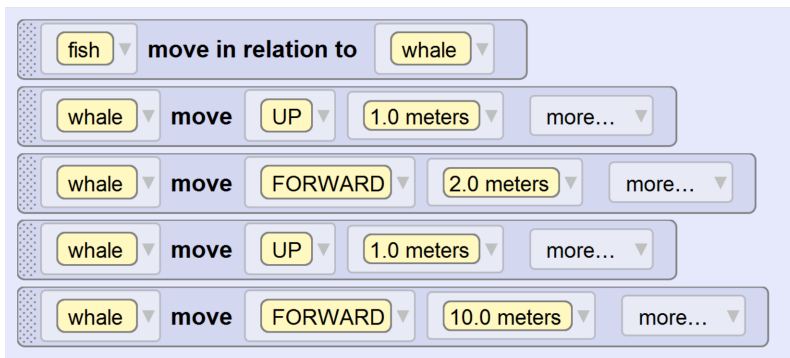 fish move in relation to whale
whale move UP 1.0 meters more...
whale move FORWARD 2.0 meters more...
whale move UP 1.0 meters more...
whale move FORWARD 10.0 meters more...